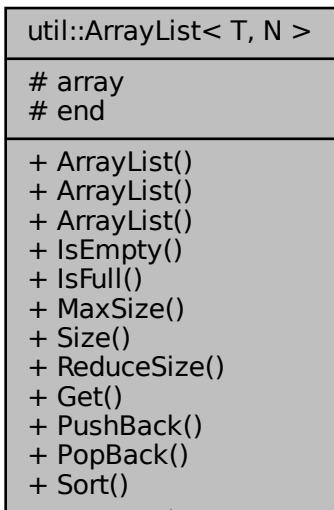 util::ArrayList< T, N >
# array
# end
+ ArrayList()
+ ArrayList()
+ ArrayList()
+ IsEmpty()
+ IsFull()
+ MaxSize()
+ Size()
+ ReduceSize()
+ Get()
+ PushBack()
+ PopBack()
+ Sort()